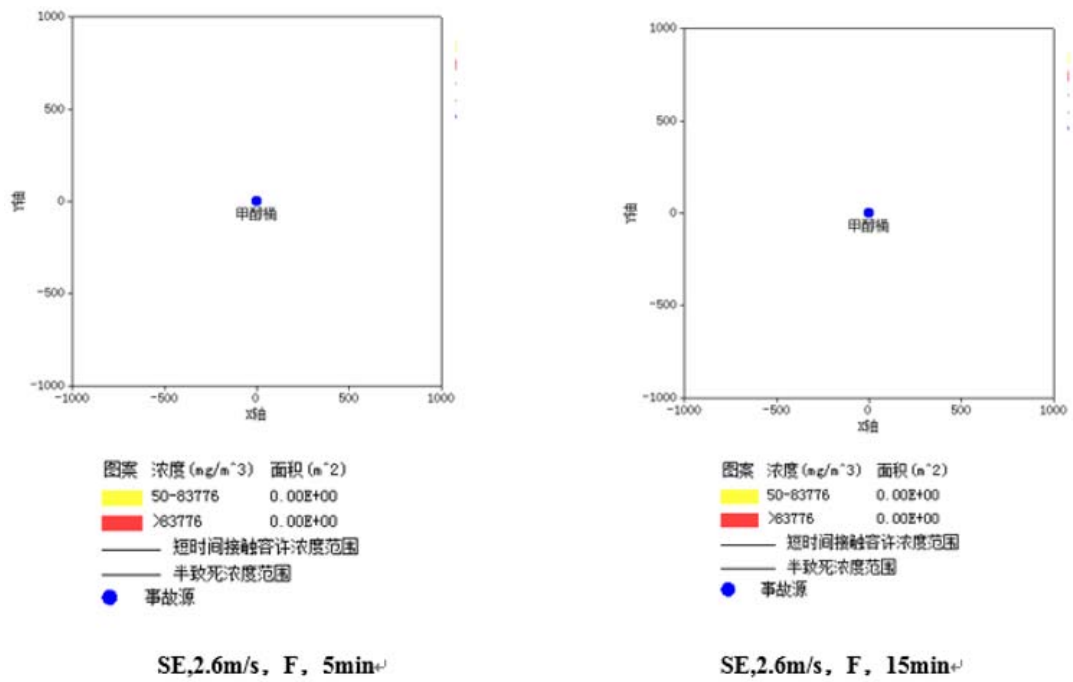 1000
500
0
-500
-1000
Y轴
甲醇桶
-1000
-500
0
500
1000
X轴
图案 浓度(mg/m^3) 面积(m^2)
50-83776 0.00E+00
>83776 0.00E+00
短时间接触容许浓度范围
半致死浓度范围
事故源
SE,2.6m/s，F，5min↵
1000
500
0
-500
-1000
Y轴
甲醇桶
-1000
-500
0
500
1000
X轴
图案 浓度(mg/m^3) 面积(m^2)
50-83776 0.00E+00
>83776 0.00E+00
短时间接触容许浓度范围
半致死浓度范围
事故源
SE,2.6m/s，F，15min↵